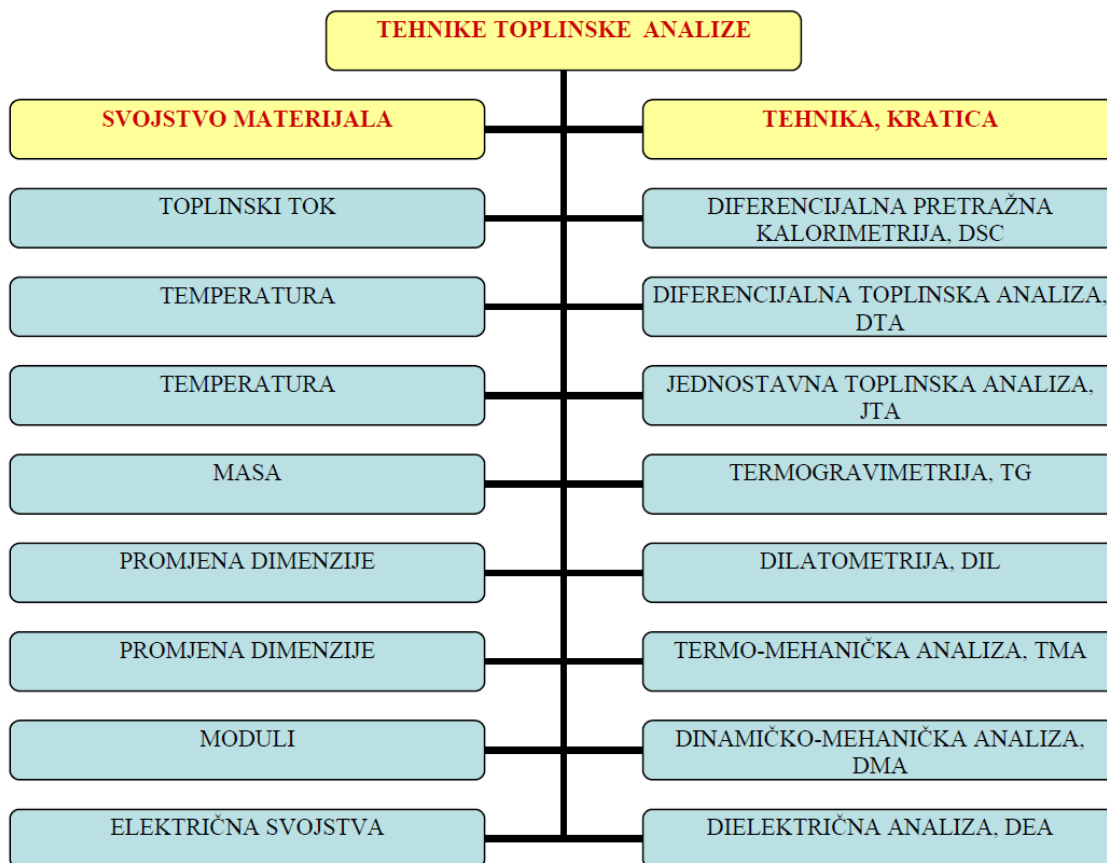 TEHNIKE TOPLINSKE ANALIZE
SVOJSTVO MATERIJALA
TEHNIKA, KRATICA
TOPLINSKI TOK
DIFERENCIJALNA PRETRAŽNA
KALORIMETRIJA, DSC
TEMPERATURA
DIFERENCIJALNA TOPLINSKA ANALIZA,
DTA
TEMPERATURA
JEDNOSTAVNA TOPLINSKA ANALIZA,
JTA
MASA
TERMOGRAVIMETRIJA, TG
PROMJENA DIMENZIJE
DILATOMETRIJA, DIL
PROMJENA DIMENZIJE
TERMO-MEHANIČKA ANALIZA, TMA
MODULI
DINAMIČKO-MEHANIČKA ANALIZA,
DMA
ELEKTRIČNA SVOJSTVA
DIELEKTRIČNA ANALIZA, DEA